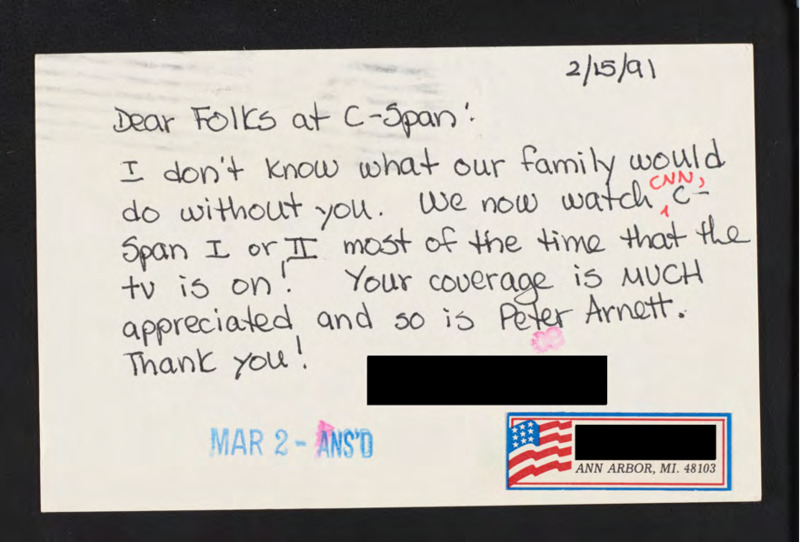 2/15/91
Dear Folks at C-Span:
I don't know what our family would
do without you. We now watch CNN, C-
Span I or II most of the time that the
tv is on! Your coverage is MUCH
appreciated and so is Peter Arnett.
Thank you!
MAR 2 - ANS'D
ANN ARBOR, MI. 48103